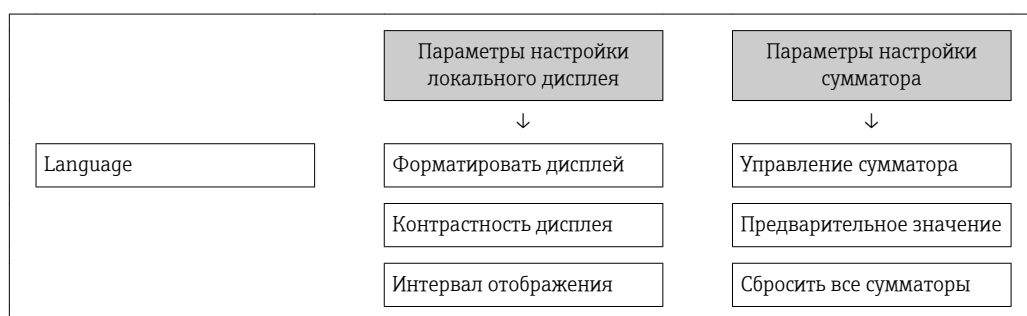 Параметры настройки
локального дисплея
Параметры настройки
сумматора
↓
↓
Language
Форматировать дисплей
Управление сумматора
Контрастность дисплея
Предварительное значение
Интервал отображения
Сбросить все сумматоры